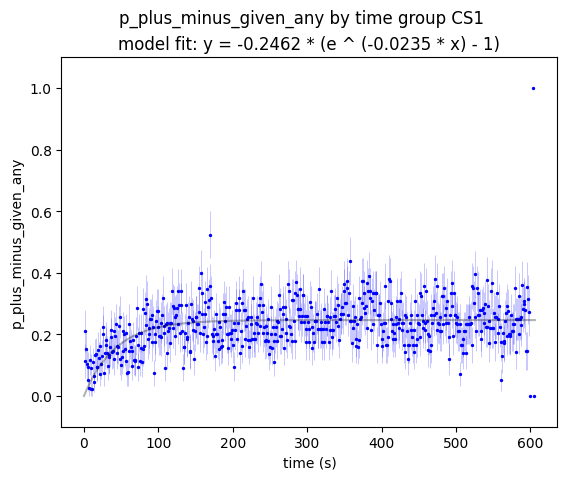 p_plus_minus_given_any by time group CS1
model fit: y = -0.2462 * (e ^ (-0.0235 * x) - 1)
1.0
0.8
0.6
0.4
0.2
0.0
p_plus_minus_given_any
0 100 200 300 400 500 600
time (s)